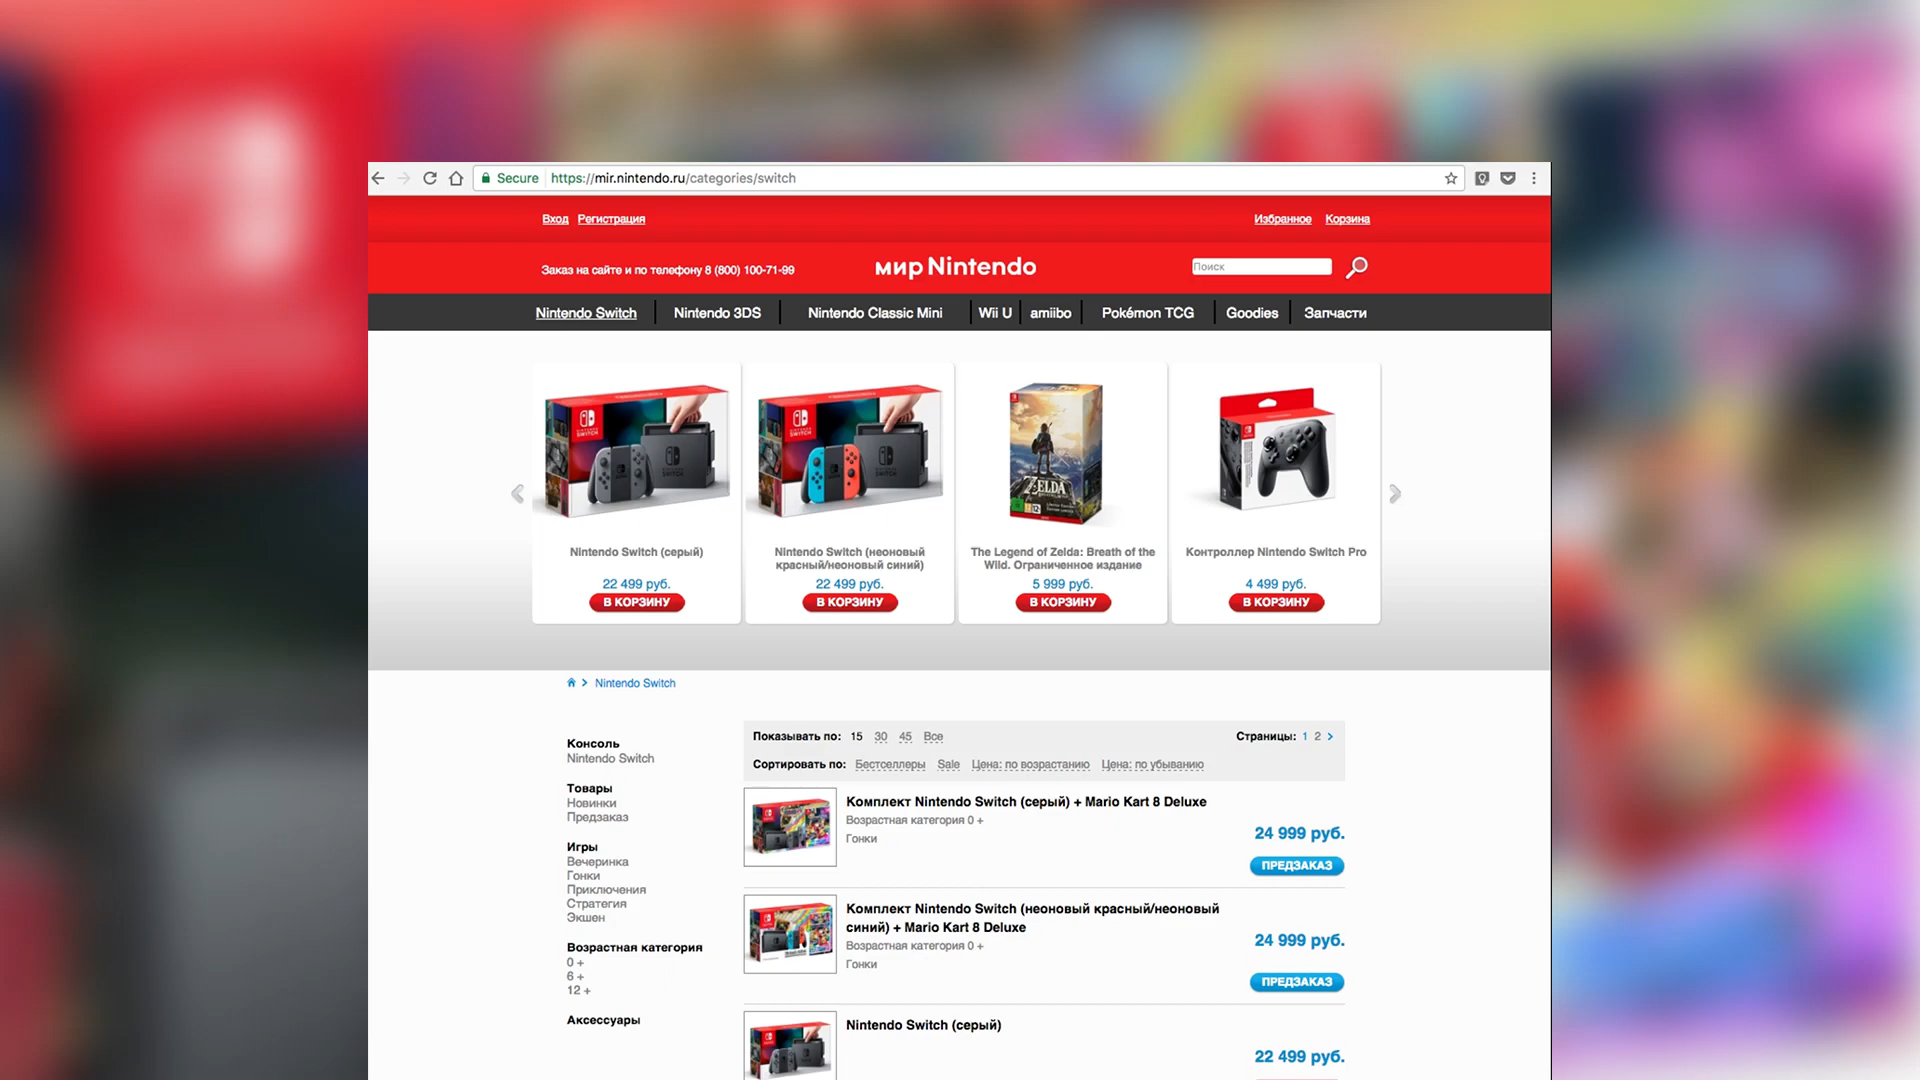 Secure https://mir.nintendo.ru/categories/switch
Вход Регистрация Избранное Корзина
Заказ на сайте и по телефону 8 (800) 100-71-99 мир Nintendo Поиск
Nintendo Switch Nintendo 3DS Nintendo Classic Mini Wii U amiibo Pokémon TCG Goodies Запчасти
Nintendo Switch (серый)
22 499 руб.
В КОРЗИНУ
Nintendo Switch (неоновый
красный/неоновый синий)
22 499 руб.
В КОРЗИНУ
ZELDA
The Legend of Zelda: Breath of the
Wild. Ограниченное издание
5 999 руб.
В КОРЗИНУ
Контроллер Nintendo Switch Pro
4 499 руб.
В КОРЗИНУ
Nintendo Switch
Консоль
Nintendo Switch
Товары
Новинки
Предзаказ
Игры
Вечеринка
Гонки
Приключения
Стратегия
Экшен
Возрастная категория
0 +
6 +
12 +
Аксессуары
Показывать по: 15 30 45 Все Страницы: 1 2
Сортировать по: Бестселлеры Sale Цена: по возрастанию Цена: по убыванию
Комплект Nintendo Switch (серый) + Mario Kart 8 Deluxe
Возрастная категория 0 +
Гонки
24 999 руб.
ПРЕДЗАКАЗ
Комплект Nintendo Switch (неоновый красный/неоновый
синий) + Mario Kart 8 Deluxe
Возрастная категория 0 +
Гонки
24 999 руб.
ПРЕДЗАКАЗ
Nintendo Switch (серый)
22 499 руб.